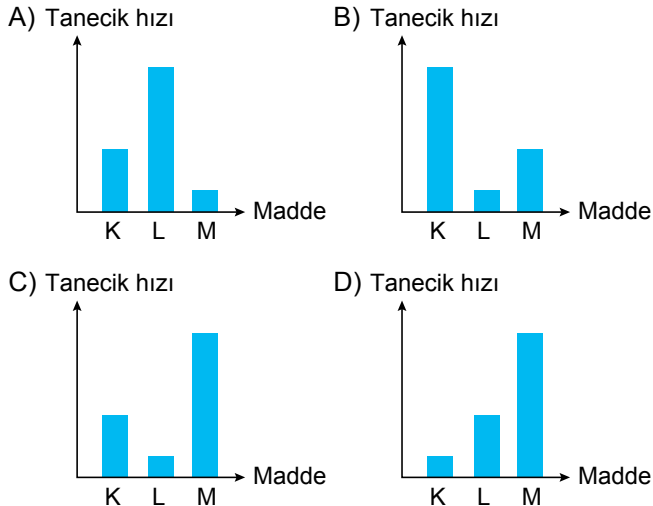 A) Tanecik hızı
Madde
K L M
B) Tanecik hızı
Madde
K L M
C) Tanecik hızı
Madde
K L M
D) Tanecik hızı
Madde
K L M